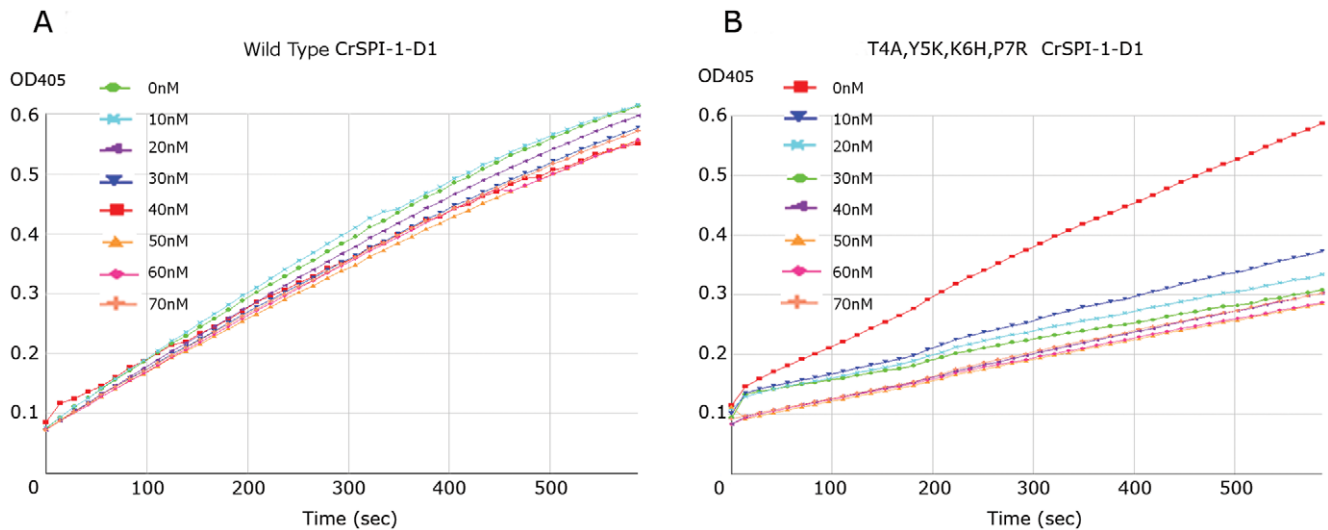 A
Wild Type CrSPI-1-D1
OD405
0nM
10nM
20nM
30nM
40nM
50nM
60nM
70nM
0.6
0.5
0.4
0.3
0.2
0.1
0
100
200
300
400
500
Time (sec)
B
T4A,Y5K,K6H,P7R CrSPI-1-D1
OD405
0nM
10nM
20nM
30nM
40nM
50nM
60nM
70nM
0.6
0.5
0.4
0.3
0.2
0.1
0
100
200
300
400
500
Time (sec)